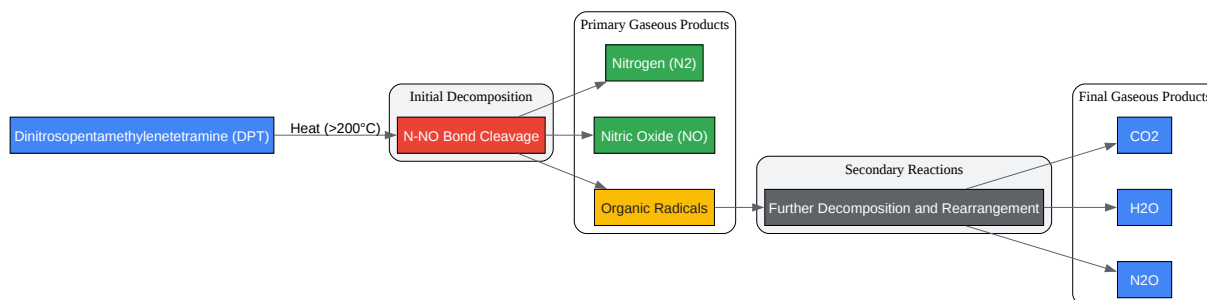 Primary Gaseous Products
Nitrogen (N2)
Initial Decomposition
Final Gaseous Products
Dinitrosopentamethylenetetramine (DPT)
Heat (>200°C)
N-NO Bond Cleavage
Nitric Oxide (NO)
CO2
Secondary Reactions
Organic Radicals
Further Decomposition and Rearrangement
H2O
N2O